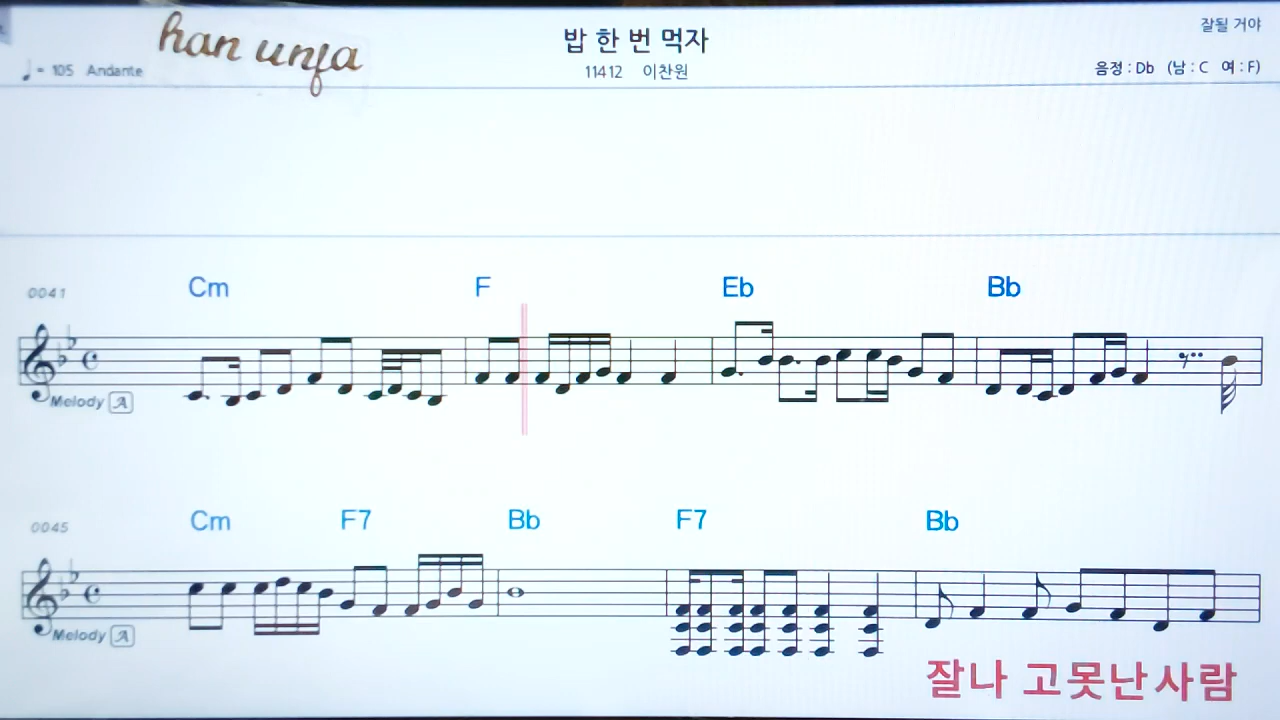 han unja
밥 한 번 먹자
잘될 거야
♩= 105 Andante
11412 이찬원
음정 : Db (남 : C 여 : F)
0041 Cm F Eb Bb
Melody A
0045 Cm F7 Bb F7 Bb
Melody A
잘나 고못난사람